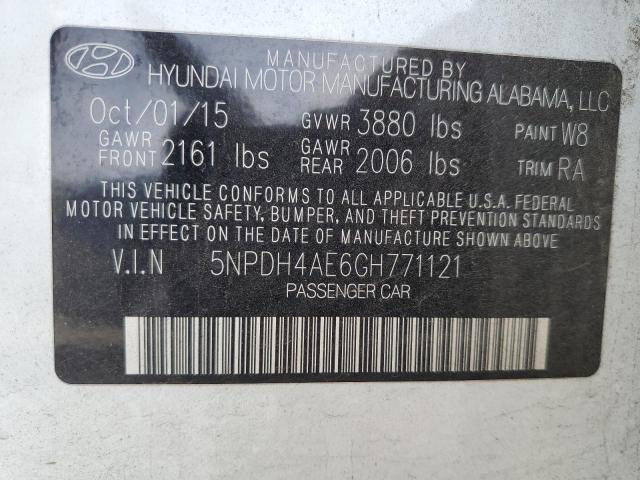 MANUFACTURED BY
HYUNDAI MOTOR MANUFACTURING ALABAMA, LLC
Oct/01/15 GVWR 3880 lbs PAINT W8
GAWR FRONT 2161 lbs GAWR REAR 2006 lbs TRIM RA
THIS VEHICLE CONFORMS TO ALL APPLICABLE U.S.A. FEDERAL
MOTOR VEHICLE SAFETY, BUMPER, AND THEFT PREVENTION STANDARDS
IN EFFECT ON THE DATE OF MANUFACTURE SHOWN ABOVE
V.I.N 5NPDH4AE6GH771121
PASSENGER CAR